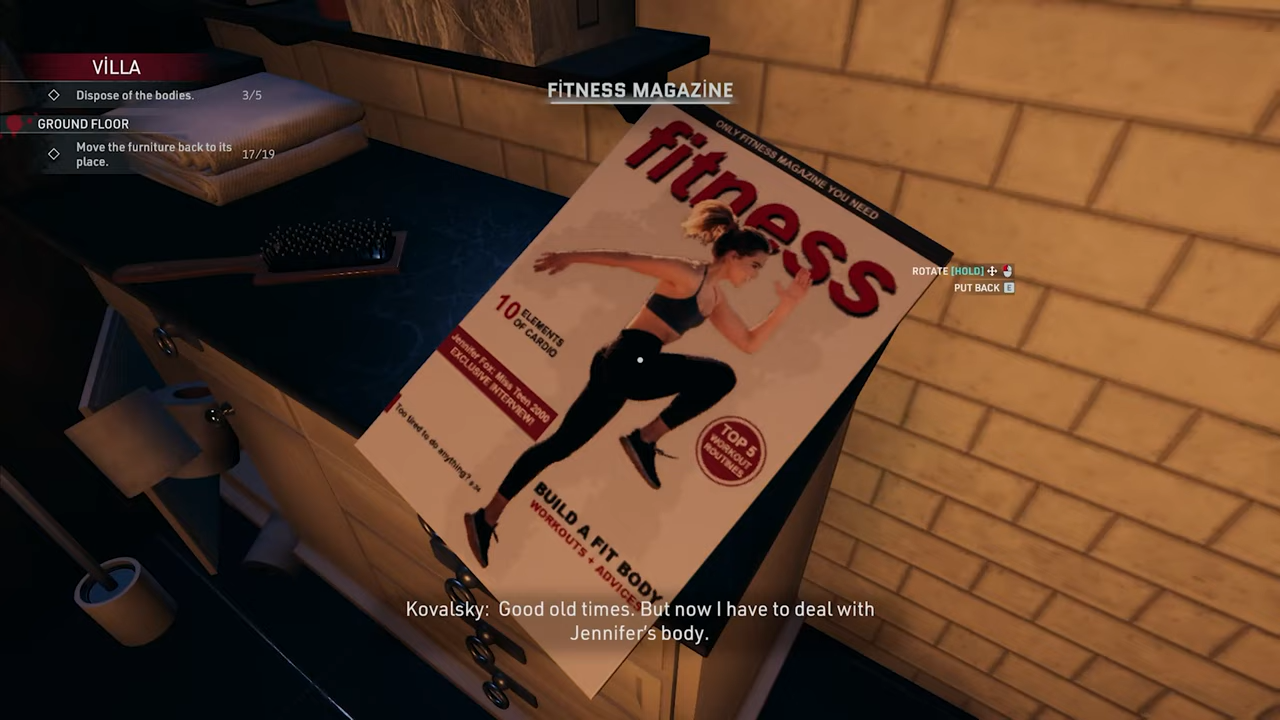 VİLLA
Dispose of the bodies. 3/5
GROUND FLOOR
Move the furniture back to its
place. 17/19
FİTNESS MAGAZİNE
ONLY FITNESS MAGAZINE YOU NEED
fitness
10 ELEMENTS
OF CARDIO
Jennifer Fox: Miss Teen 2000
EXCLUSIVE INTERVIEW!
Too tired to do anything?
TOP 5
WORKOUT
ROUTINES
BUILD A FIT BODY
WORKOUTS + ADVICES
ROTATE [HOLD]
PUT BACK E
Kovalsky: Good old times. But now I have to deal with
Jennifer's body.